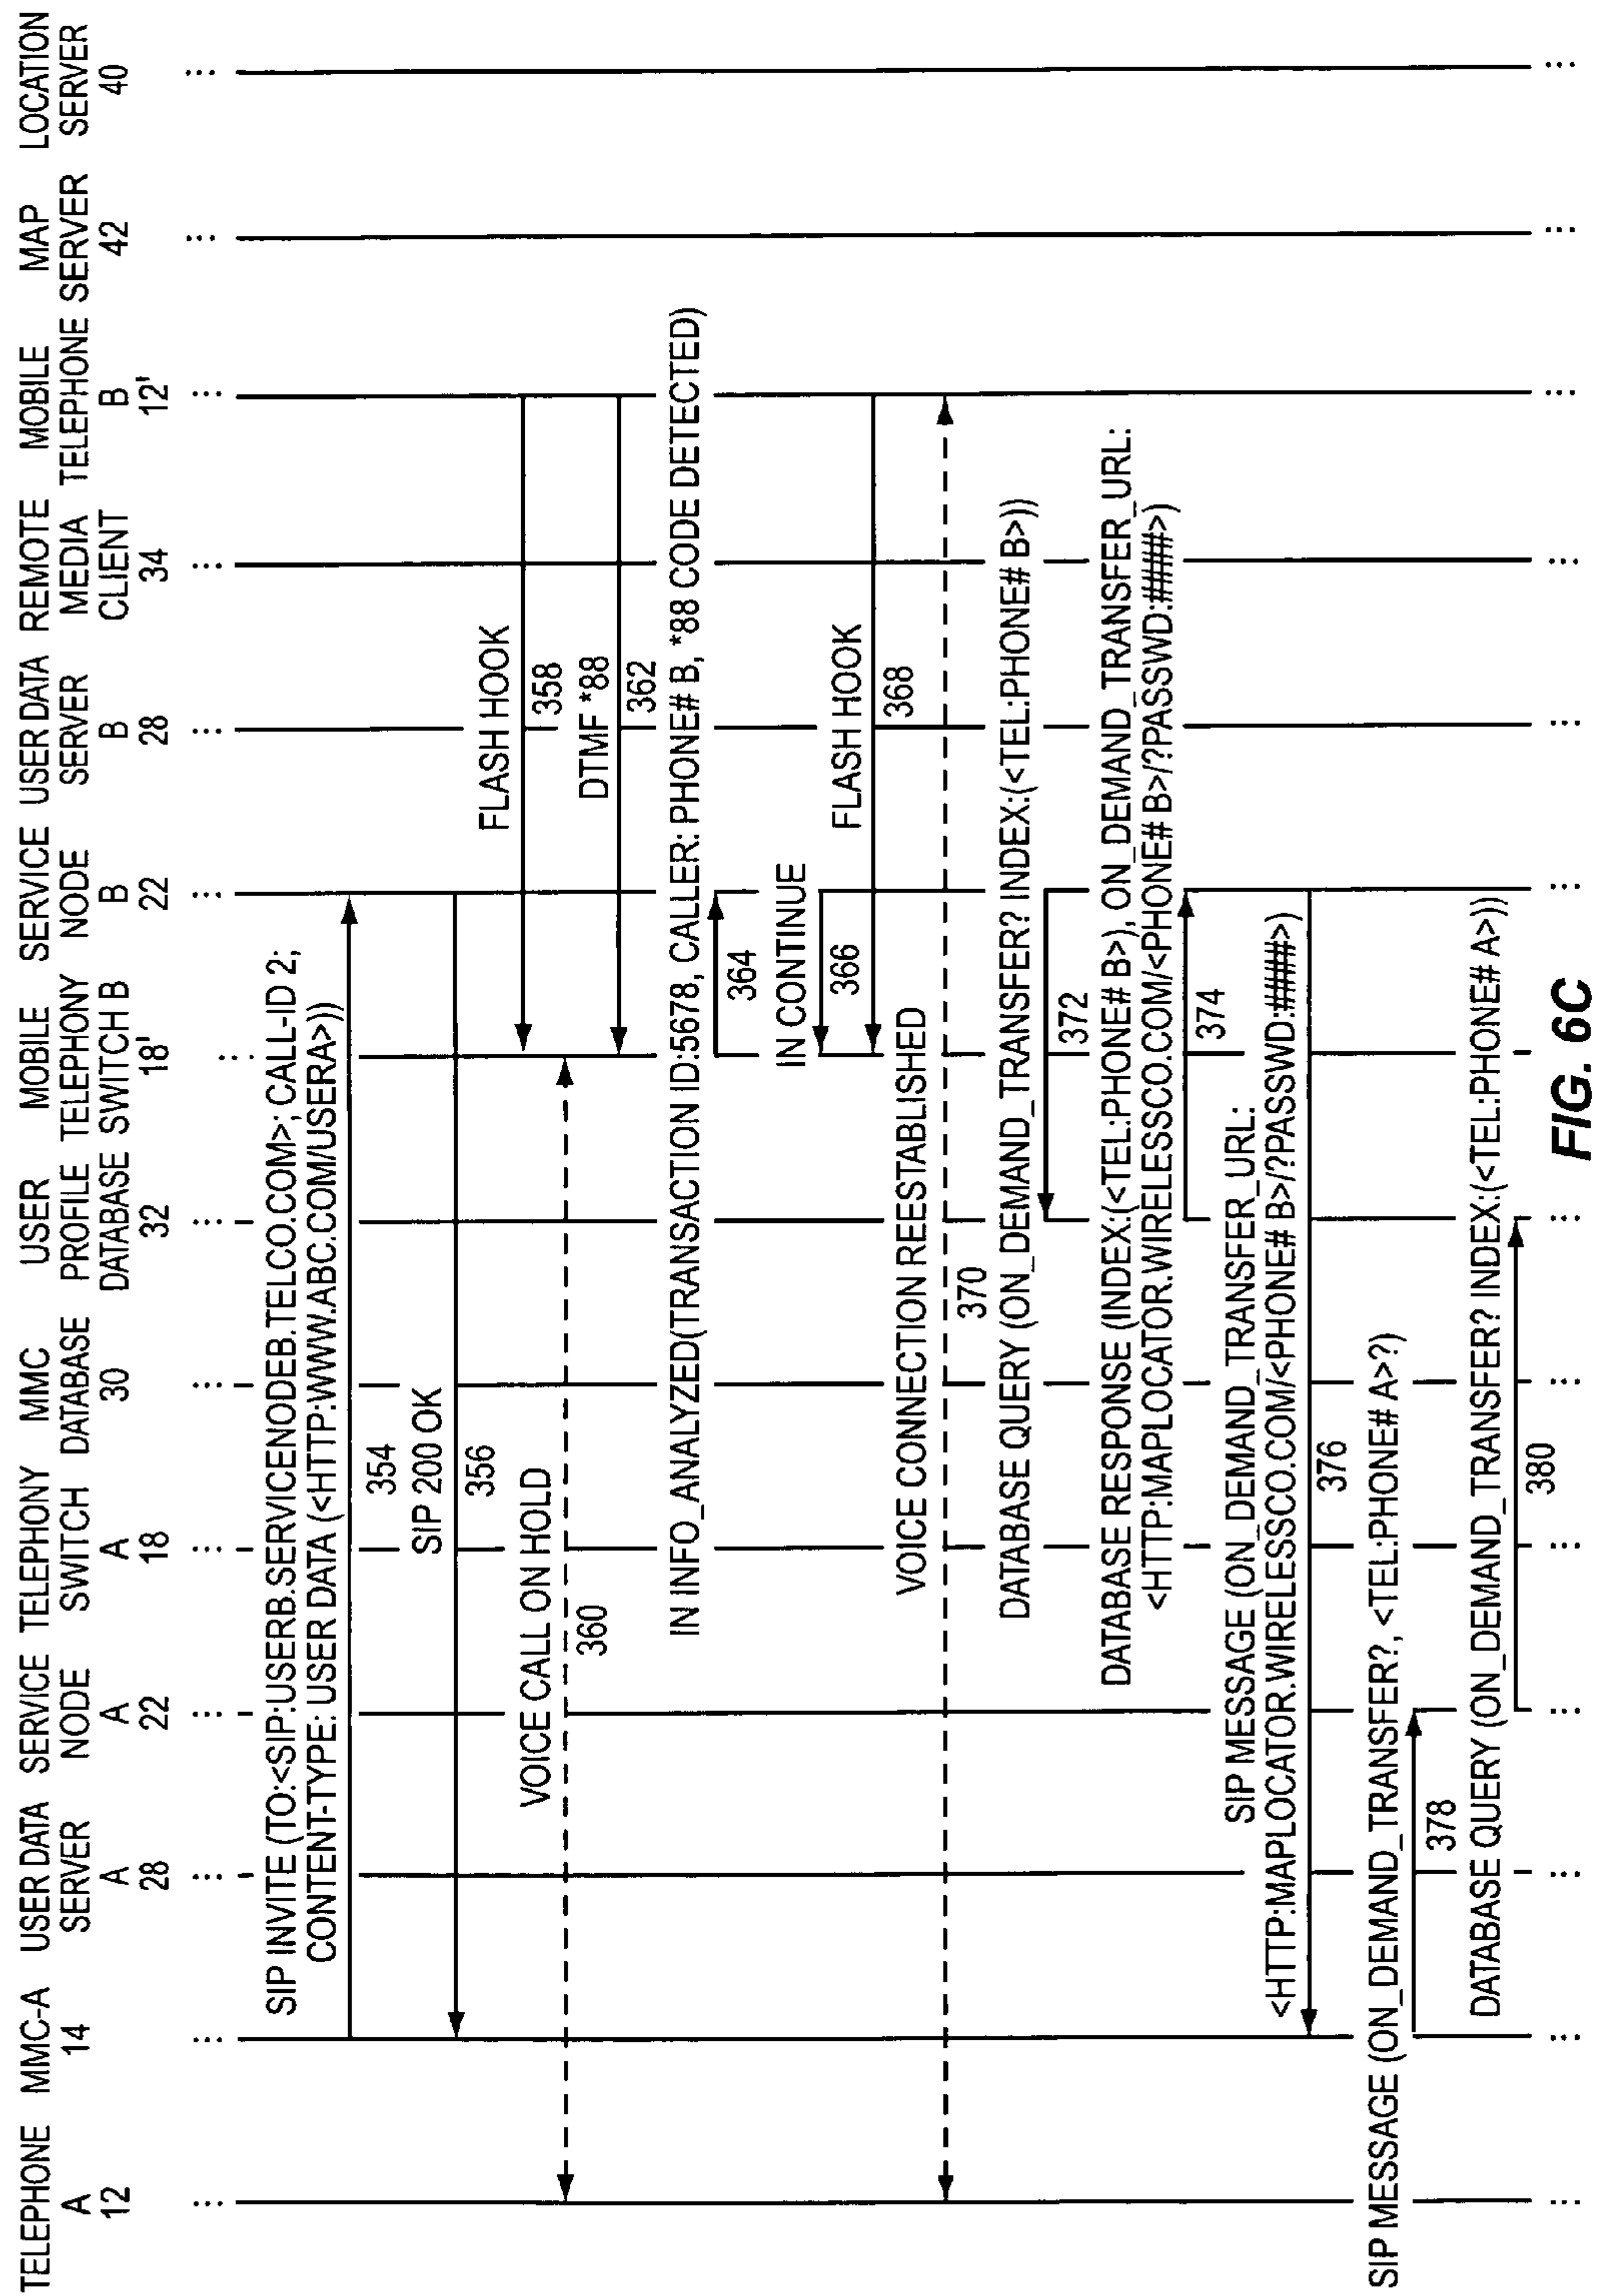 TELEPHONE
A
12
MMC-A
14
USER DATA
SERVER
A
28
SERVICE
NODE
A
22
TELEPHONY
SWITCH
A
18
MMC
DATABASE
30
USER
PROFILE
DATABASE
32
MOBILE
TELEPHONY
SWITCH B
18'
SERVICE
NODE
B
22
USER DATA
SERVER
B
28
REMOTE
MEDIA
CLIENT
34
MOBILE
TELEPHONE
B
12'
MAP
SERVER
42
LOCATION
SERVER
40
SIP INVITE (TO:<SIP:USERB.SERVICENODEB.TELCO.COM>; CALL-ID 2;
CONTENT-TYPE: USER DATA (<HTTP:WWW.ABC.COM/USERA>))
354
SIP 200 OK
356
FLASH HOOK
358
VOICE CALL ON HOLD
360
DTMF *88
362
IN INFO_ANALYZED(TRANSACTION ID:5678, CALLER: PHONE# B, *88 CODE DETECTED)
364
IN CONTINUE
366
FLASH HOOK
368
VOICE CONNECTION REESTABLISHED
370
DATABASE QUERY (ON_DEMAND_TRANSFER? INDEX:(<TEL:PHONE# B>))
372
DATABASE RESPONSE (INDEX:(<TEL:PHONE# B>), ON_DEMAND_TRANSFER_URL:
<HTTP:MAPLOCATOR.WIRELESSCO.COM/<PHONE# B>/?PASSWD:####>)
374
SIP MESSAGE (ON_DEMAND_TRANSFER_URL:
<HTTP:MAPLOCATOR.WIRELESSCO.COM/<PHONE# B>/?PASSWD:####>)
376
SIP MESSAGE (ON_DEMAND_TRANSFER?, <TEL:PHONE# A>?)
378
DATABASE QUERY (ON_DEMAND_TRANSFER? INDEX:(<TEL:PHONE# A>))
380
FIG. 6C